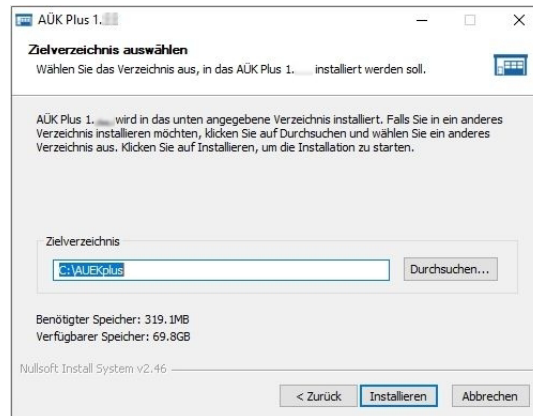 AÜK Plus 1.
Zielverzeichnis auswählen
Wählen Sie das Verzeichnis aus, in das AÜK Plus 1. installiert werden soll.
AÜK Plus 1. wird in das unten angegebene Verzeichnis installiert. Falls Sie in ein anderes
Verzeichnis installieren möchten, klicken Sie auf Durchsuchen und wählen Sie ein anderes
Verzeichnis aus. Klicken Sie auf Installieren, um die Installation zu starten.
Zielverzeichnis
C:\AUEKplus
Durchsuchen...
Benötigter Speicher: 319.1MB
Verfügbarer Speicher: 69.8GB
Nullsoft Install System v2.46
< Zurück
Installieren
Abbrechen